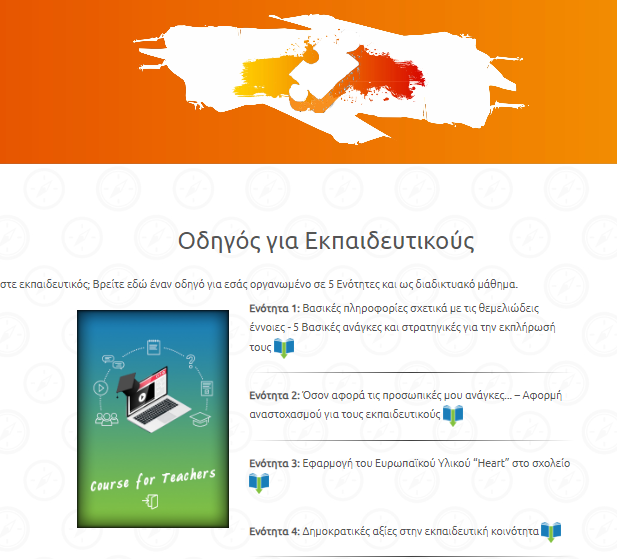 Οδηγός για Εκπαιδευτικούς
στε εκπαιδευτικός; Βρείτε εδώ έναν οδηγό για εσάς οργανωμένο σε 5 Ενότητες και ως διαδικτυακό μάθημα.
Ενότητα 1: Βασικές πληροφορίες σχετικά με τις θεμελιώδεις
έννοιες - 5 Βασικές ανάγκες και στρατηγικές για την εκπλήρωσή
τους
Ενότητα 2: Όσον αφορά τις προσωπικές μου ανάγκες... – Αφορμή
αναστοχασμού για τους εκπαιδευτικούς
Course for Teachers
Ενότητα 3: Εφαρμογή του Ευρωπαϊκού Υλικού “Heart” στο σχολείο
Ενότητα 4: Δημοκρατικές αξίες στην εκπαιδευτική κοινότητα